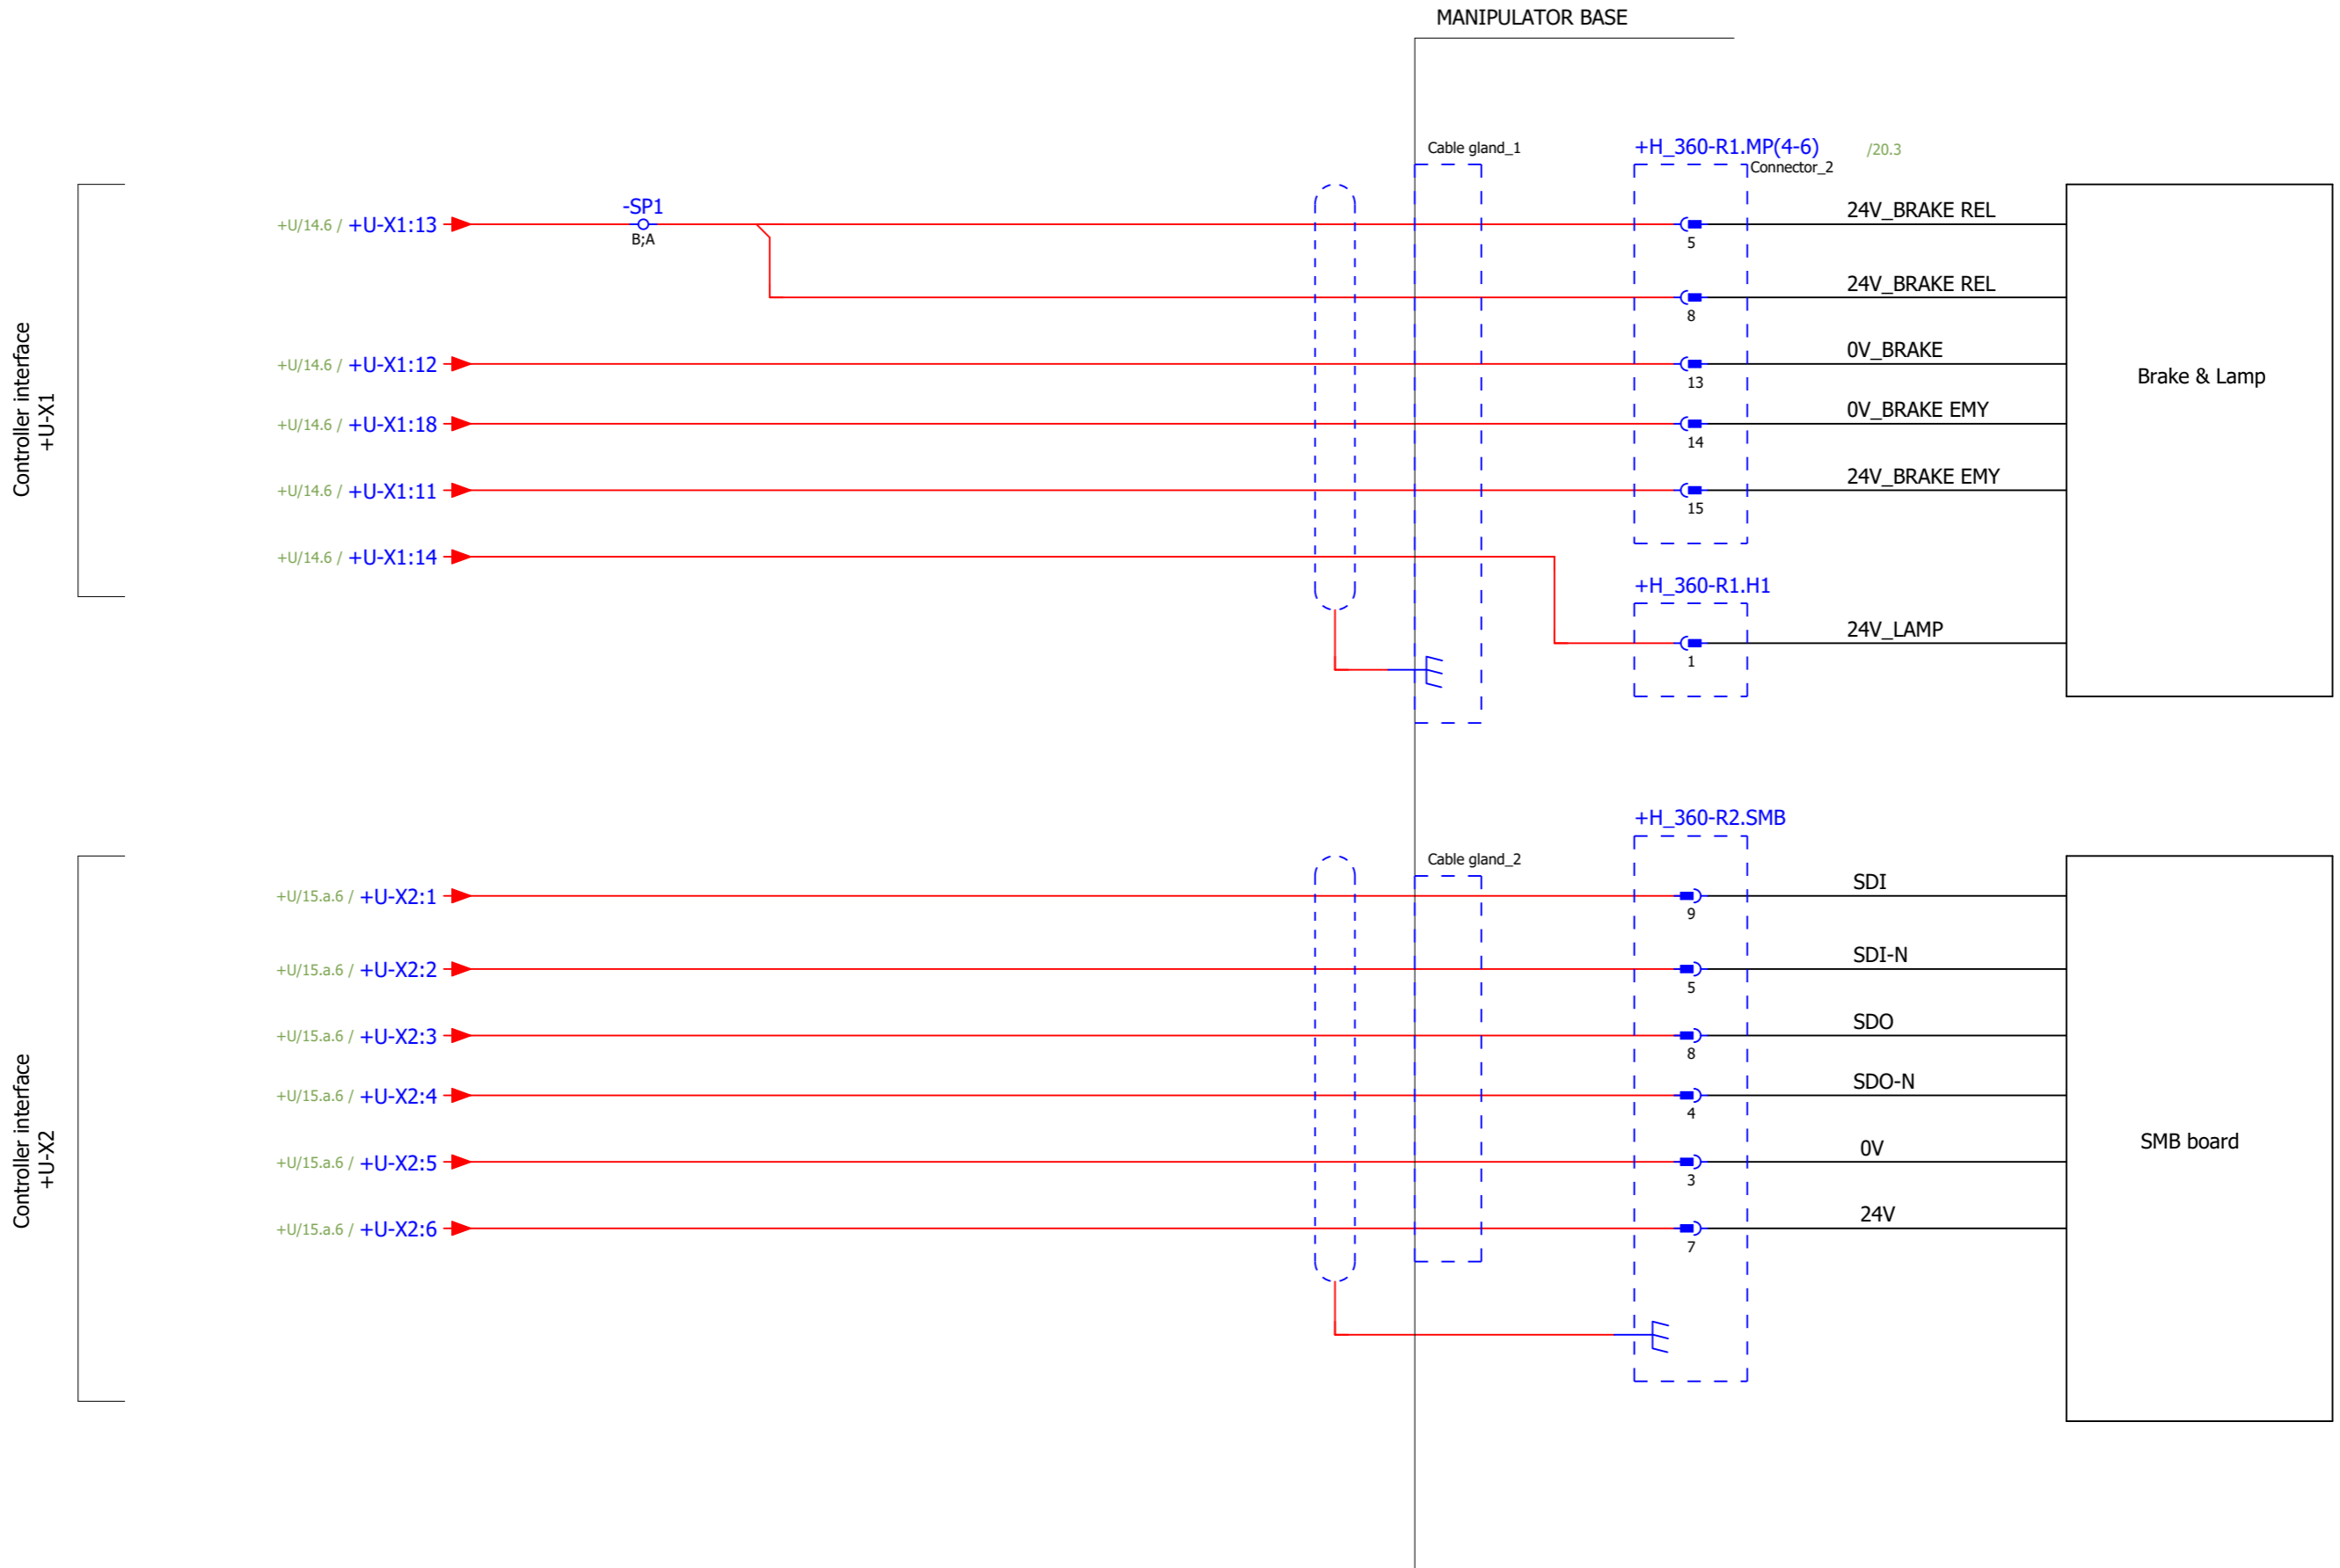 MANIPULATOR BASE
Cable gland_1
+H_360-R1.MP(4-6)
/20.3
Connector_2
Controller interface
+U-X1
+U/14.6 / +U-X1:13
-SP1
B;A
5
24V_BRAKE REL
8
24V_BRAKE REL
+U/14.6 / +U-X1:12
13
0V_BRAKE
+U/14.6 / +U-X1:18
14
0V_BRAKE EMY
+U/14.6 / +U-X1:11
15
24V_BRAKE EMY
+U/14.6 / +U-X1:14
+H_360-R1.H1
1
24V_LAMP
Brake & Lamp
+H_360-R2.SMB
Cable gland_2
Controller interface
+U-X2
+U/15.a.6 / +U-X2:1
9
SDI
+U/15.a.6 / +U-X2:2
5
SDI-N
+U/15.a.6 / +U-X2:3
8
SDO
+U/15.a.6 / +U-X2:4
4
SDO-N
+U/15.a.6 / +U-X2:5
3
0V
+U/15.a.6 / +U-X2:6
7
24V
SMB board